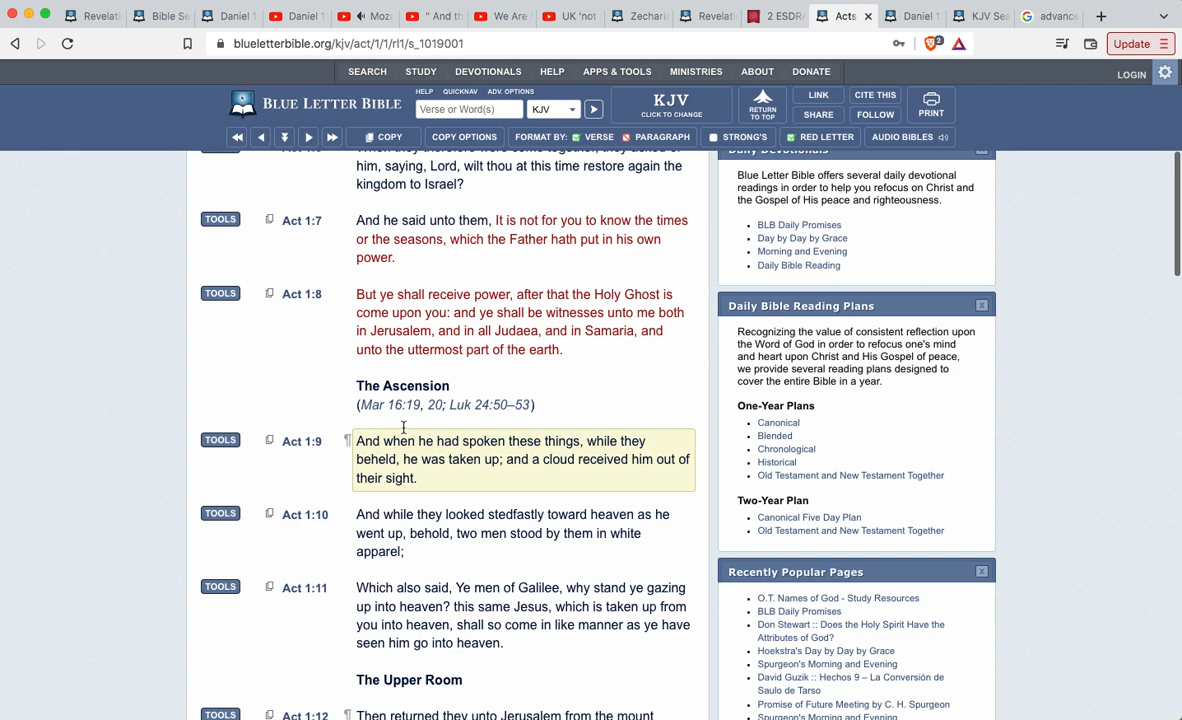 Revelati
Bible Se
Daniel 1
Daniel 1
Moza
" And th
We Are
UK 'not
Zechari
Revelati
2 ESDRA
Acts
Daniel 1
KJV Sea
advance
blueletterbible.org/kjv/act/1/1/rl1/s_1019001
2
Update
SEARCH STUDY DEVOTIONALS HELP APPS & TOOLS MINISTRIES ABOUT DONATE
LOGIN
BLUE LETTER BIBLE
HELP QUICKNAV ADV. OPTIONS
Verse or Word(s)
KJV
KJV
CLICK TO CHANGE
RETURN
TO TOP
LINK
CITE THIS
SHARE
FOLLOW
PRINT
COPY
COPY OPTIONS
FORMAT BY: VERSE PARAGRAPH
STRONG'S
RED LETTER
AUDIO BIBLES
him, saying, Lord, wilt thou at this time restore again the
kingdom to Israel?
TOOLS Act 1:7 And he said unto them, It is not for you to know the times
or the seasons, which the Father hath put in his own
power.
TOOLS Act 1:8 But ye shall receive power, after that the Holy Ghost is
come upon you: and ye shall be witnesses unto me both
in Jerusalem, and in all Judaea, and in Samaria, and
unto the uttermost part of the earth.
The Ascension
(Mar 16:19, 20; Luk 24:50–53)
TOOLS Act 1:9 ¶ And when he had spoken these things, while they
beheld, he was taken up; and a cloud received him out of
their sight.
TOOLS Act 1:10 And while they looked stedfastly toward heaven as he
went up, behold, two men stood by them in white
apparel;
TOOLS Act 1:11 Which also said, Ye men of Galilee, why stand ye gazing
up into heaven? this same Jesus, which is taken up from
you into heaven, shall so come in like manner as ye have
seen him go into heaven.
The Upper Room
TOOLS Act 1:12 ¶ Then returned they unto Jerusalem from the mount
Daily Devotionals
Blue Letter Bible offers several daily devotional
readings in order to help you refocus on Christ and
the Gospel of His peace and righteousness.
BLB Daily Promises
Day by Day by Grace
Morning and Evening
Daily Bible Reading
Daily Bible Reading Plans
Recognizing the value of consistent reflection upon
the Word of God in order to refocus one's mind
and heart upon Christ and His Gospel of peace,
we provide several reading plans designed to
cover the entire Bible in a year.
One-Year Plans
Canonical
Blended
Chronological
Historical
Old Testament and New Testament Together
Two-Year Plan
Canonical Five Day Plan
Old Testament and New Testament Together
Recently Popular Pages
O.T. Names of God - Study Resources
BLB Daily Promises
Don Stewart :: Does the Holy Spirit Have the
Attributes of God?
Hoekstra's Day by Day by Grace
Spurgeon's Morning and Evening
David Guzik :: Hechos 9 – La Conversión de
Saulo de Tarso
Promise of Future Meeting by C. H. Spurgeon
Spurgeon's Morning and Evening